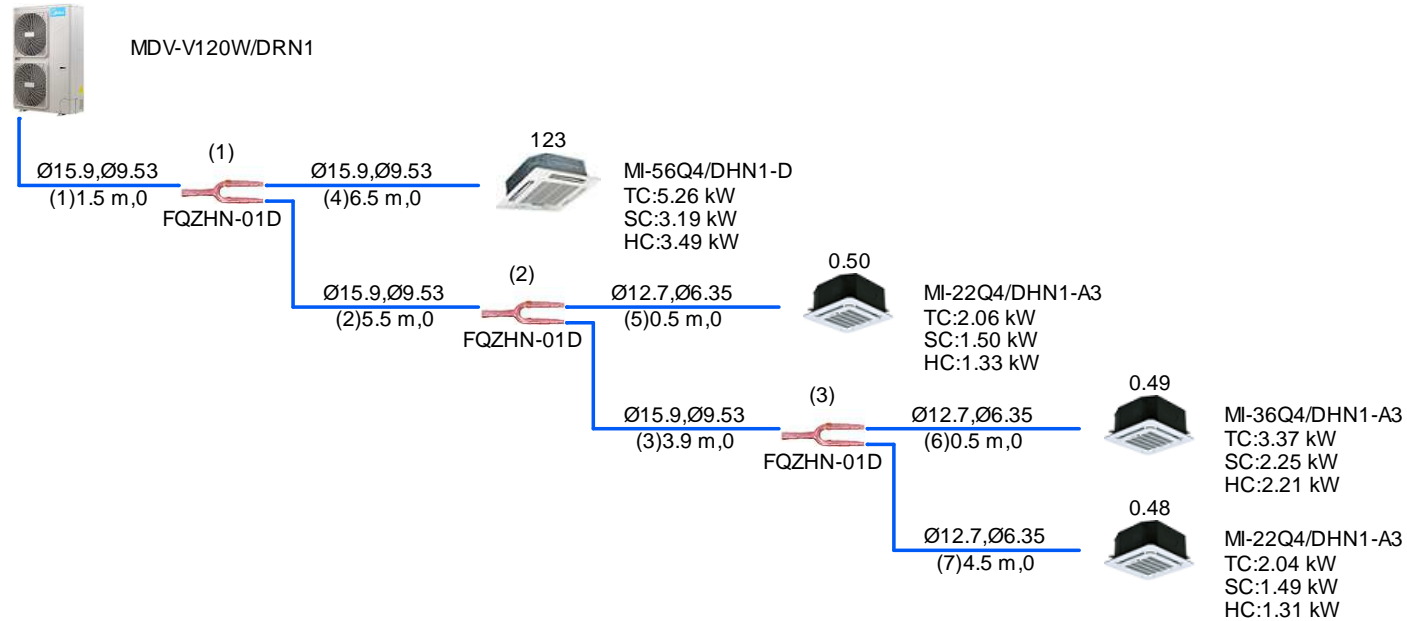 MDV-V120W/DRN1
(1)
Ø15.9,Ø9.53
(1)1.5 m,0
FQZHN-01D
Ø15.9,Ø9.53
(4)6.5 m,0
123
MI-56Q4/DHN1-D
TC:5.26 kW
SC:3.19 kW
HC:3.49 kW
(2)
Ø15.9,Ø9.53
(2)5.5 m,0
FQZHN-01D
Ø12.7,Ø6.35
(5)0.5 m,0
0.50
MI-22Q4/DHN1-A3
TC:2.06 kW
SC:1.50 kW
HC:1.33 kW
(3)
Ø15.9,Ø9.53
(3)3.9 m,0
FQZHN-01D
Ø12.7,Ø6.35
(6)0.5 m,0
0.49
MI-36Q4/DHN1-A3
TC:3.37 kW
SC:2.25 kW
HC:2.21 kW
Ø12.7,Ø6.35
(7)4.5 m,0
0.48
MI-22Q4/DHN1-A3
TC:2.04 kW
SC:1.49 kW
HC:1.31 kW